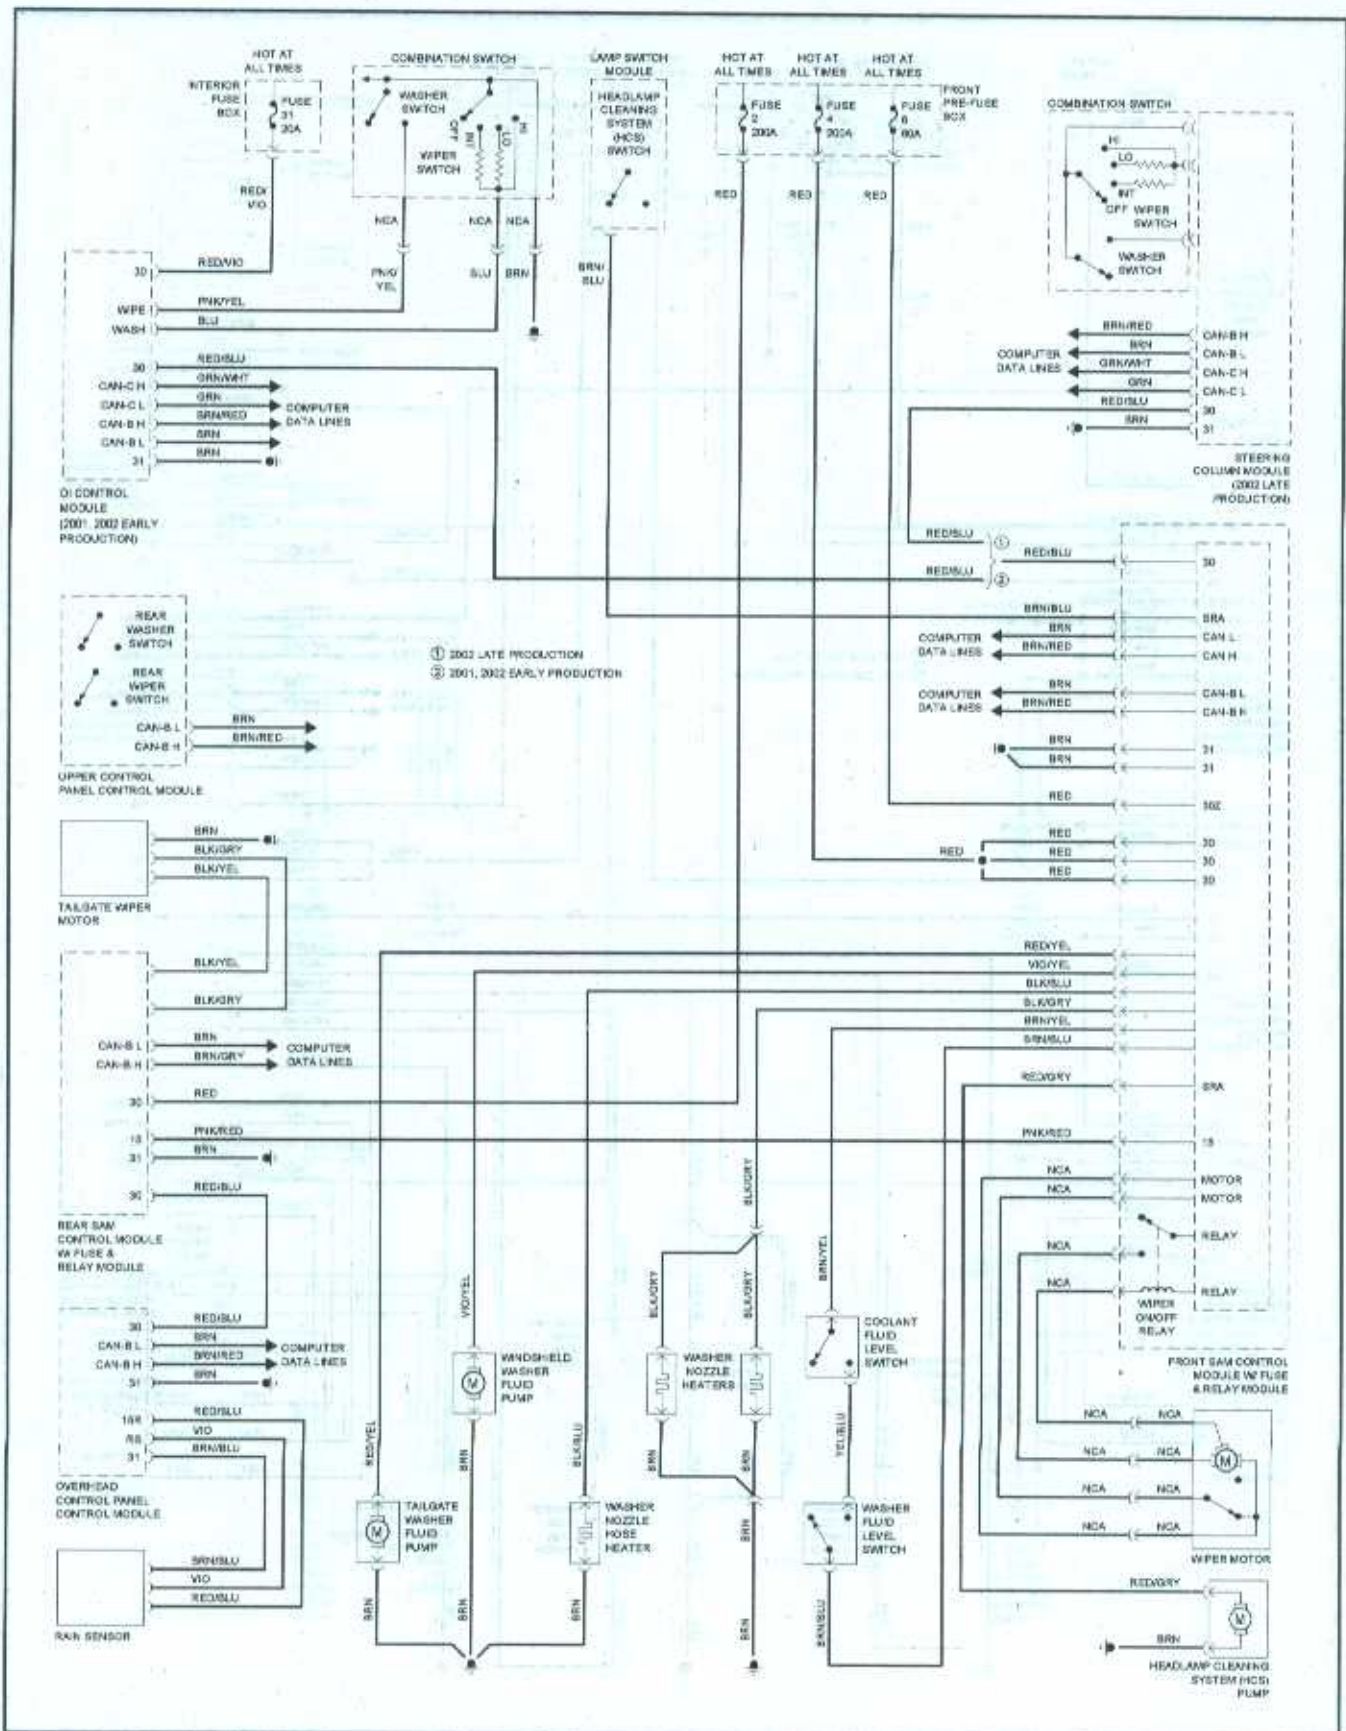 HOT AT
ALL TIMES
INTERIOR
FUSE
BOX
FUSE
31
COMBINATION SWITCH
WASHER
SWITCH
OFF
INT
LO
HI
WIPER
SWITCH
LAMP SWITCH
MODULE
HEADLAMP
CLEANING
SYSTEM
(HCS)
SWITCH
HOT AT
ALL TIMES
HOT AT
ALL TIMES
HOT AT
ALL TIMES
FUSE
2
200A
FUSE
4
200A
FUSE
60A
FRONT
PRE-FUSE
BOX
COMBINATION SWITCH
HI
LO
INT
OFF
WIPER
SWITCH
WASHER
SWITCH
RED/
VIO
NCA
NCA
NCA
PNK/
YEL
BLU
BRN
BRN/
BLU
RED
RED
RED
30
RED/VIO
WIPE
PNK/YEL
WASH
BLU
30
RED/BLU
CAN-C H
GRN/WHT
CAN-C L
GRN
CAN-B H
BRN/RED
CAN-B L
BRN
31
BRN
COMPUTER
DATA LINES
OI CONTROL
MODULE
(2001, 2002 EARLY
PRODUCTION)
BRN/RED
CAN-B H
BRN
CAN-B L
GRN/WHT
CAN-C H
GRN
CAN-C L
RED/BLU
30
BRN
31
COMPUTER
DATA LINES
STEERING
COLUMN MODULE
(2002 LATE
PRODUCTION)
RED/BLU
①
RED/BLU
②
RED/BLU
30
REAR
WASHER
SWITCH
REAR
WIPER
SWITCH
CAN-B L
BRN
CAN-B H
BRN/RED
UPPER CONTROL
PANEL CONTROL MODULE
① 2002 LATE PRODUCTION
② 2001, 2002 EARLY PRODUCTION
BRN/BLU
SRA
BRN
CAN L
BRN/RED
CAN H
COMPUTER
DATA LINES
BRN
CAN-B L
BRN/RED
CAN-B H
COMPUTER
DATA LINES
BRN
31
BRN
31
RED
30Z
RED
RED
30
RED
30
RED
30
BRN
BLK/GRY
BLK/YEL
TAILGATE WIPER
MOTOR
BLK/YEL
BLK/GRY
CAN-B L
BRN
CAN-B H
BRN/GRY
COMPUTER
DATA LINES
30
RED
PNK/RED
31
BRN
30
RED/BLU
REAR SAM
CONTROL MODULE
W/ FUSE &
RELAY MODULE
RED/YEL
VIO/YEL
BLK/BLU
BLK/GRY
BRN/YEL
BRN/BLU
RED/GRY
SRA
PNK/RED
NCA
MOTOR
NCA
MOTOR
NCA
RELAY
NCA
RELAY
WIPER
ON/OFF
RELAY
FRONT SAM CONTROL
MODULE W/ FUSE
& RELAY MODULE
30
RED/BLU
CAN-B L
BRN
CAN-B H
BRN/RED
31
BRN
COMPUTER
DATA LINES
RED/BLU
VIO
31
BRN/BLU
OVERHEAD
CONTROL PANEL
CONTROL MODULE
BRN/BLU
VIO
RED/BLU
RAIN SENSOR
RED/YEL
VIO/YEL
BLK/BLU
BLK/GRY
BLK/GRY
BLK/GRY
BRN/YEL
YEL/BLU
M
WINDSHIELD
WASHER
FLUID
PUMP
WASHER
NOZZLE
HEATERS
COOLANT
FLUID
LEVEL
SWITCH
BRN
BRN
BRN
M
TAILGATE
WASHER
FLUID
PUMP
WASHER
NOZZLE
HOSE
HEATER
WASHER
FLUID
LEVEL
SWITCH
BRN
BRN
BRN
BRN/BLU
NCA
NCA
NCA
NCA
NCA
NCA
NCA
NCA
M
WIPER MOTOR
RED/GRY
BRN
M
HEADLAMP CLEANING
SYSTEM (HCS)
PUMP